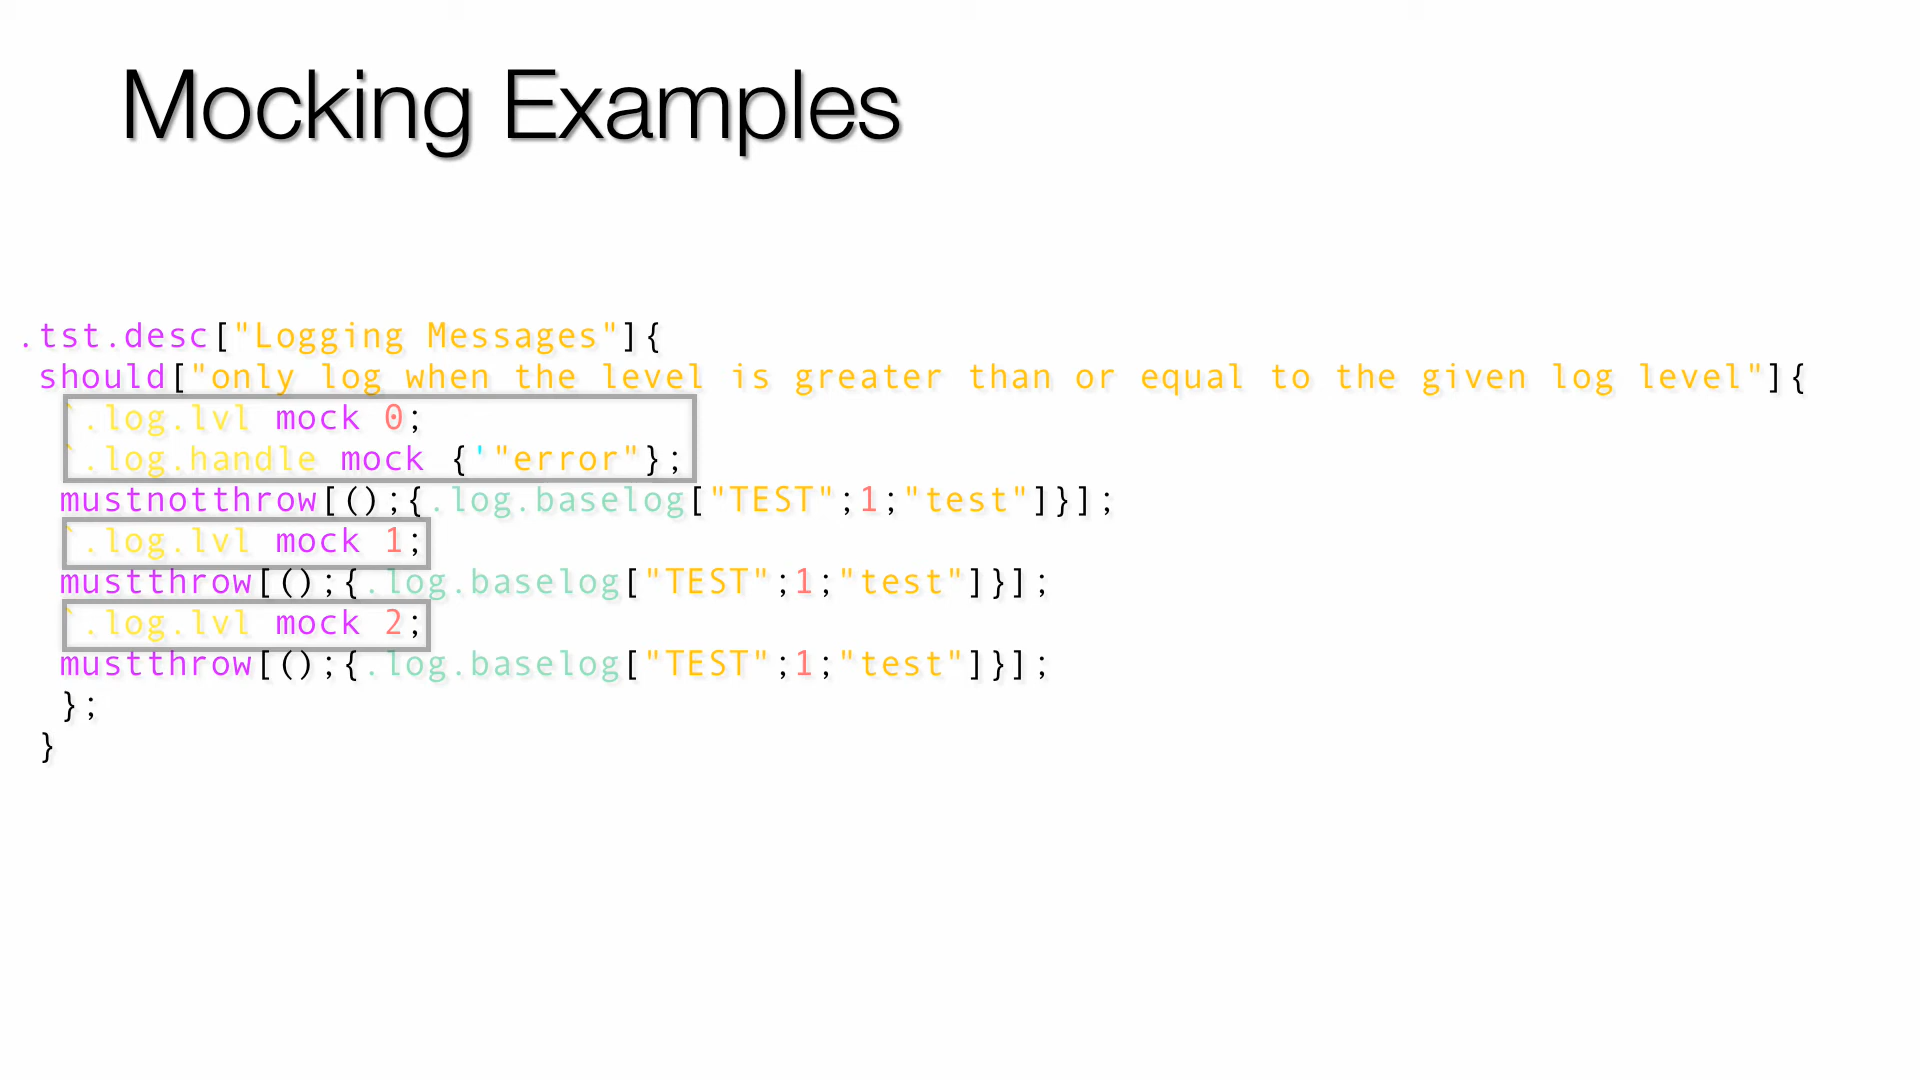 Mocking Examples
.tst.desc["Logging Messages"]{
should["only log when the level is greater than or equal to the given log level"]{
`.log.lvl mock 0;
`.log.handle mock {'"error"};
mustnotthrow[();{.log.baselog["TEST";1;"test"]}];
`.log.lvl mock 1;
mustthrow[();{.log.baselog["TEST";1;"test"]}];
`.log.lvl mock 2;
mustthrow[();{.log.baselog["TEST";1;"test"]}];
};
}